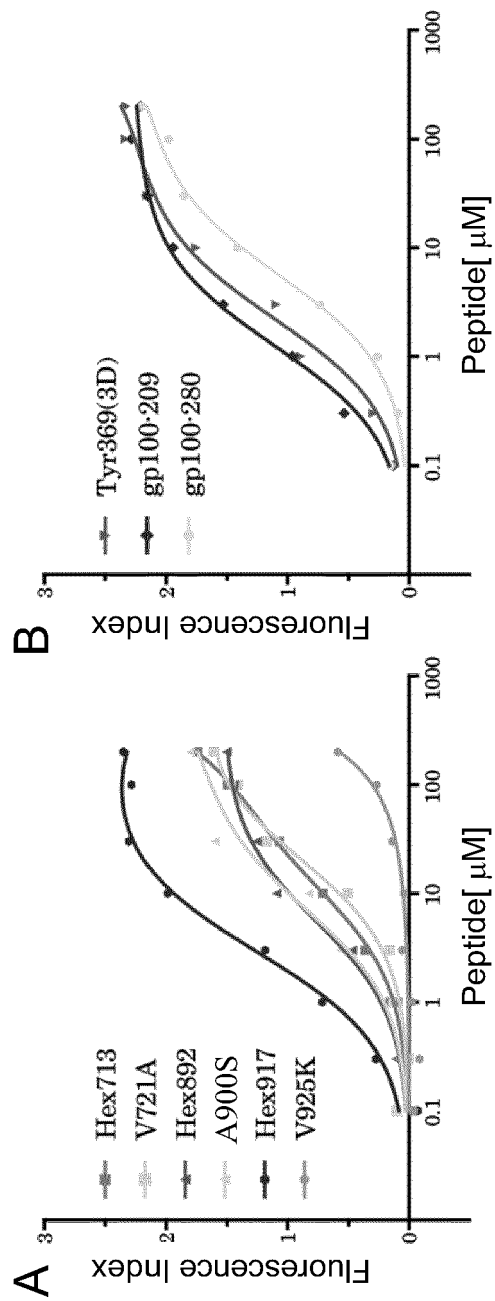 A
Fluorescence Index
3
2
1
0
0.1
1
10
100
1000
Peptide[ μM]
Hex713
V721A
Hex892
A900S
Hex917
V925K
B
Fluorescence Index
3
2
1
0
0.1
1
10
100
1000
Peptide[ μM]
Tyr369(3D)
gp100-209
gp100-280